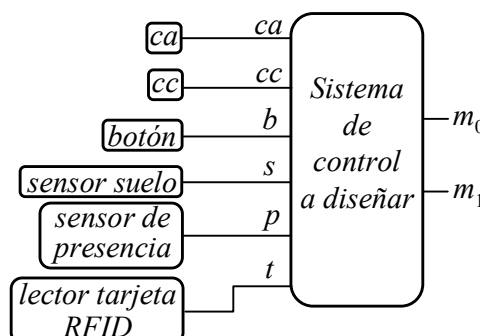 ca
ca
cc
cc
botón
b
sensor suelo
s
sensor de
presencia
p
lector tarjeta
RFID
t
Sistema
de
control
a diseñar
m0
m1